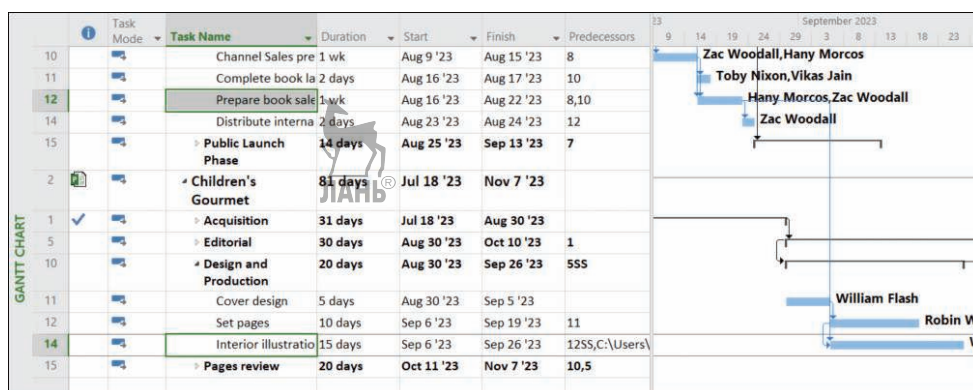 Task
Mode Task Name Duration Start Finish Predecessors
23 September 2023
9 14 19 24 29 3 8 13 18 23
10 Channel Sales pre 1 wk Aug 9 '23 Aug 15 '23 8 Zac Woodall,Hany Morcos
11 Complete book la 2 days Aug 16 '23 Aug 17 '23 10 Toby Nixon,Vikas Jain
12 Prepare book sale 1 wk Aug 16 '23 Aug 22 '23 8,10 Hany Morcos,Zac Woodall
14 Distribute interna 2 days Aug 23 '23 Aug 24 '23 12 Zac Woodall
15 Public Launch 14 days Aug 25 '23 Sep 13 '23 7
Phase
2 Children's 81 days Jul 18 '23 Nov 7 '23
Gourmet
ЛАНЬ®
1 Acquisition 31 days Jul 18 '23 Aug 30 '23
5 Editorial 30 days Aug 30 '23 Oct 10 '23 1
10 Design and 20 days Aug 30 '23 Sep 26 '23 5SS
Production
11 Cover design 5 days Aug 30 '23 Sep 5 '23 William Flash
12 Set pages 10 days Sep 6 '23 Sep 19 '23 11 Robin W
14 Interior illustratio 15 days Sep 6 '23 Sep 26 '23 12SS,C:\Users\
15 Pages review 20 days Oct 11 '23 Nov 7 '23 10,5
GANTT CHART